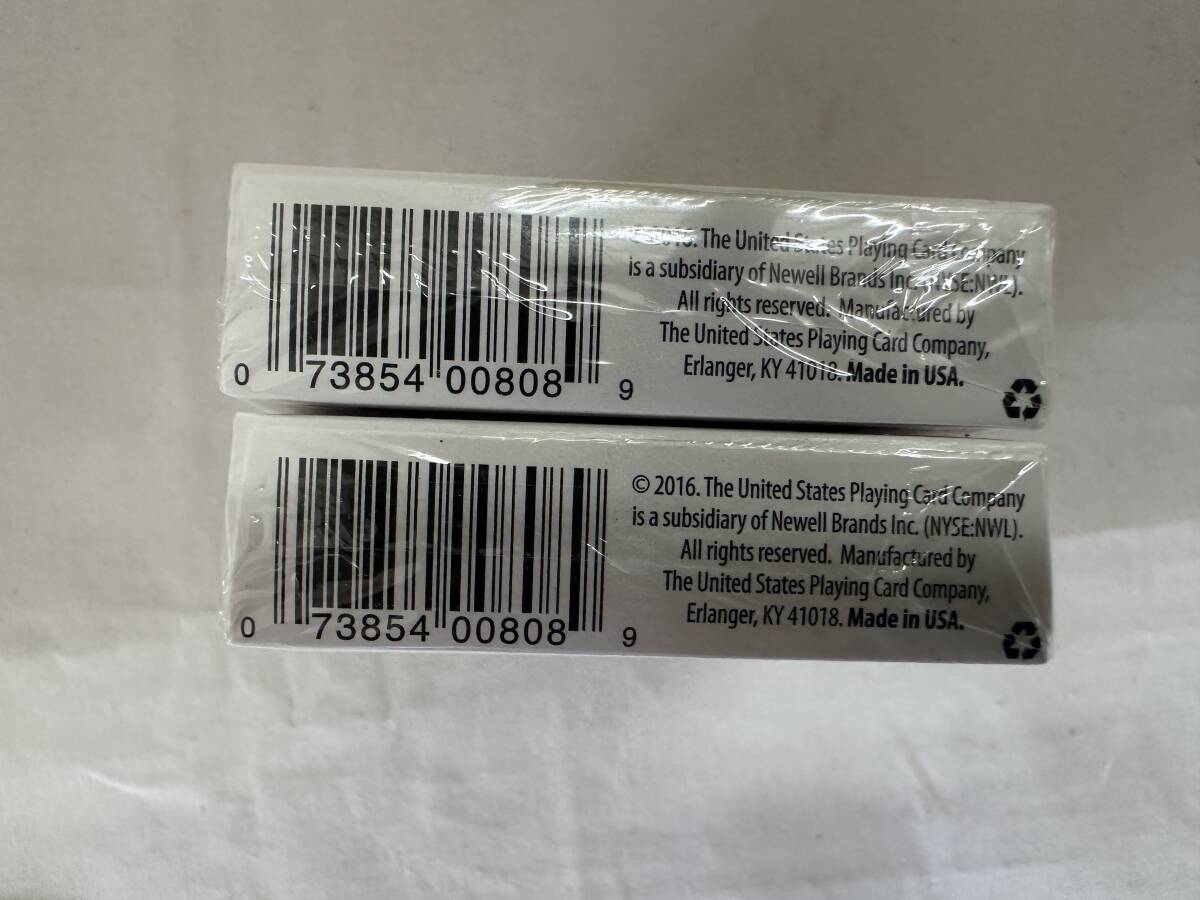 2016. The United States Playing Card Company
is a subsidiary of Newell Brands Inc. (NYSE:NWL).
All rights reserved. Manufactured by
The United States Playing Card Company,
Erlanger, KY 41018. Made in USA.
0 73854 00808 9
© 2016. The United States Playing Card Company
is a subsidiary of Newell Brands Inc. (NYSE:NWL).
All rights reserved. Manufactured by
The United States Playing Card Company,
Erlanger, KY 41018. Made in USA.
0 73854 00808 9